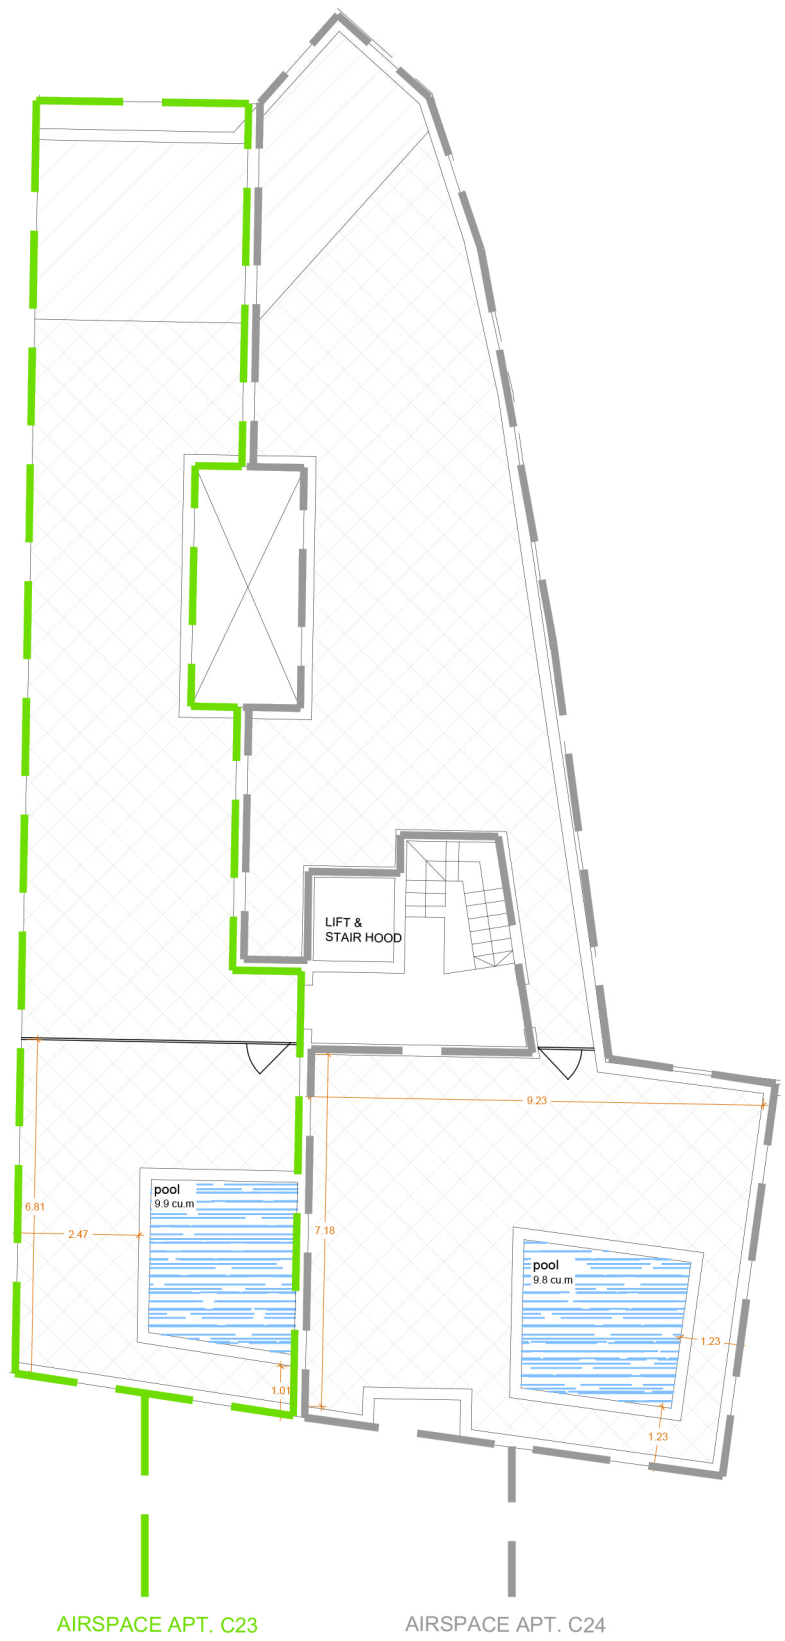 LIFT &
STAIR HOOD
9.23
pool
9.9 cu.m
6.81
2.47
7.18
pool
9.8 cu.m
1.23
1.01
1.23
AIRSPACE APT. C23
AIRSPACE APT. C24